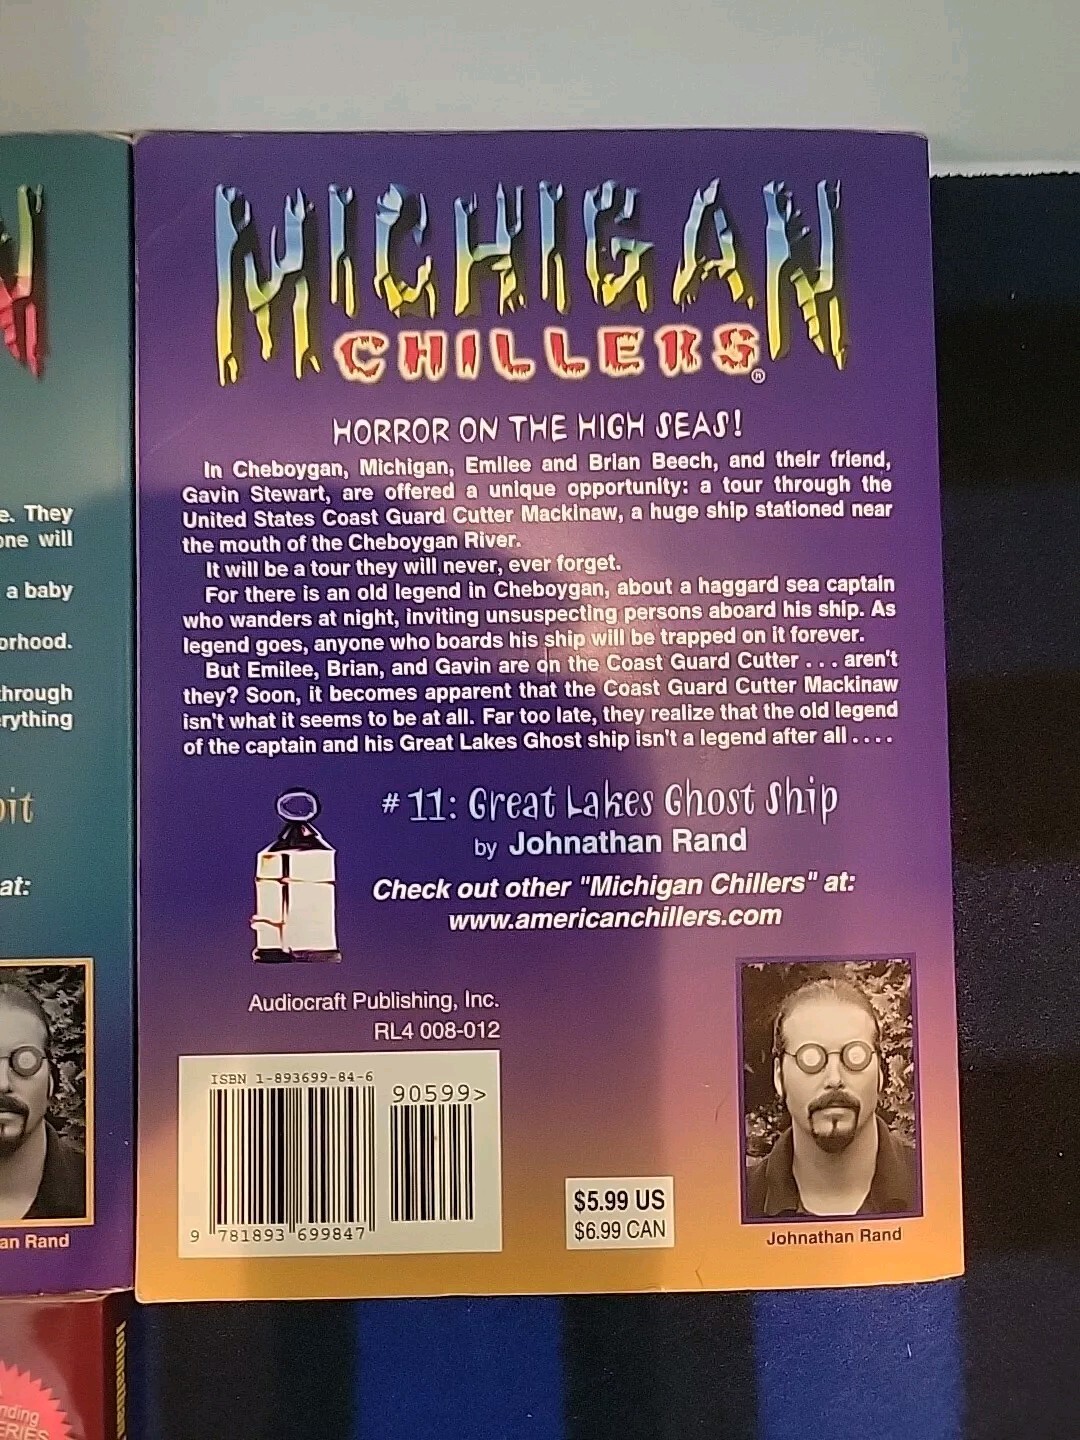 MICHIGAN
CHILLERS®
HORROR ON THE HIGH SEAS!
In Cheboygan, Michigan, Emilee and Brian Beech, and their friend,
Gavin Stewart, are offered a unique opportunity: a tour through the
United States Coast Guard Cutter Mackinaw, a huge ship stationed near
the mouth of the Cheboygan River.
It will be a tour they will never, ever forget.
For there is an old legend in Cheboygan, about a haggard sea captain
who wanders at night, inviting unsuspecting persons aboard his ship. As
legend goes, anyone who boards his ship will be trapped on it forever.
But Emilee, Brian, and Gavin are on the Coast Guard Cutter . . . aren't
they? Soon, it becomes apparent that the Coast Guard Cutter Mackinaw
isn't what it seems to be at all. Far too late, they realize that the old legend
of the captain and his Great Lakes Ghost ship isn't a legend after all . . . .
# 11: Great Lakes Ghost Ship
by Johnathan Rand
Check out other "Michigan Chillers" at:
www.americanchillers.com
Audiocraft Publishing, Inc.
RL4 008-012
ISBN 1-893699-84-6
90599>
9 781893 699847
$5.99 US
$6.99 CAN
Johnathan Rand
N
e. They
one will
a baby
orhood.
through
erything
bit
at:
an Rand
nding
ERIES